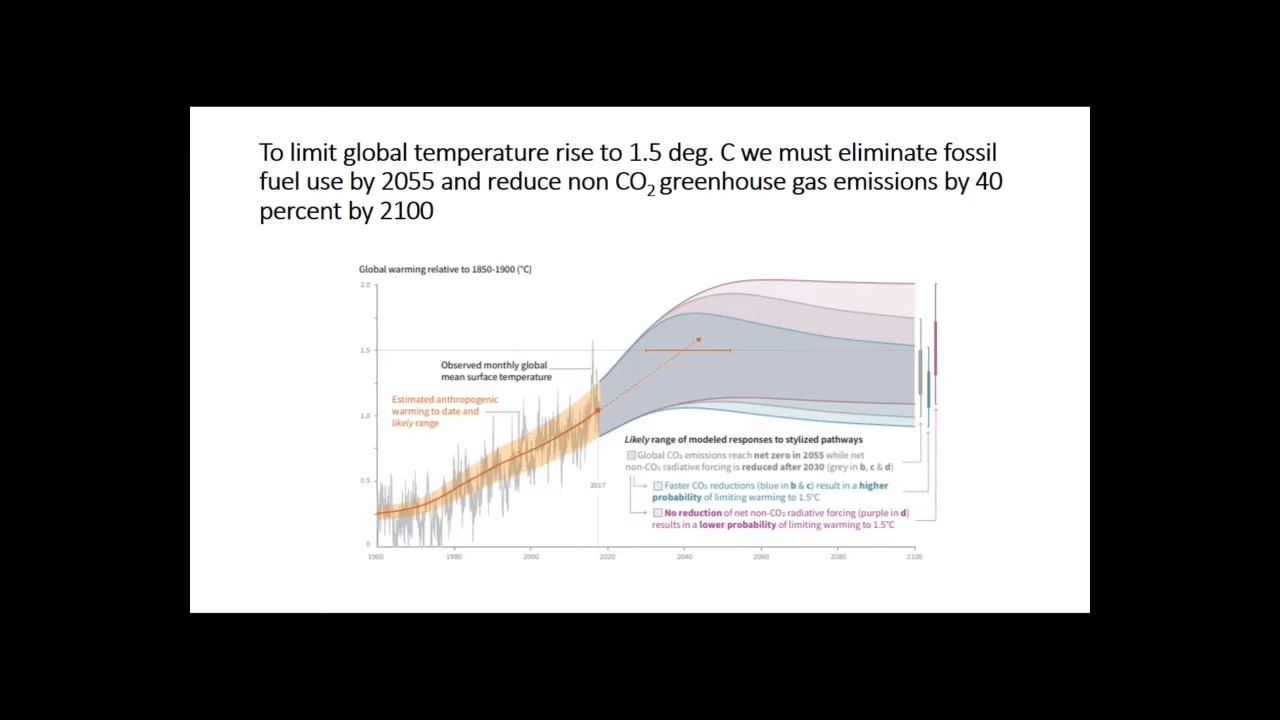 To limit global temperature rise to 1.5 deg. C we must eliminate fossil
fuel use by 2055 and reduce non CO₂ greenhouse gas emissions by 40
percent by 2100
Global warming relative to 1850-1900 (°C)
2.0
1.5
1.0
0.5
0
Observed monthly global
mean surface temperature
Estimated anthropogenic
warming to date and
likely range
2017
Likely range of modeled responses to stylized pathways
Global CO₂ emissions reach net zero in 2055 while net
non-CO₂ radiative forcing is reduced after 2030 (grey in b, c & d)
Faster CO₂ reductions (blue in b & c) result in a higher
probability of limiting warming to 1.5°C
No reduction of net non-CO₂ radiative forcing (purple in d)
results in a lower probability of limiting warming to 1.5°C
1960
1980
2000
2020
2040
2060
2080
2100